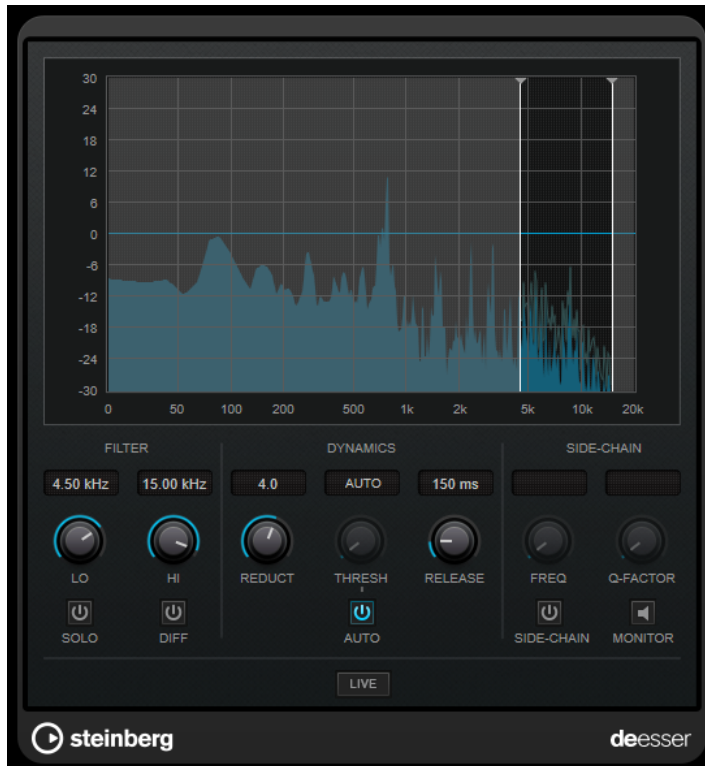 30
24
18
12
6
0
-6
-12
-18
-24
-30
0 50 100 200 500 1k 2k 5k 10k 20k
FILTER DYNAMICS SIDE-CHAIN
4.50 kHz 15.00 kHz 4.0 AUTO 150 ms
LO HI REDUCT THRESH RELEASE FREQ Q-FACTOR
SOLO DIFF AUTO SIDE-CHAIN MONITOR
LIVE
steinberg deesser